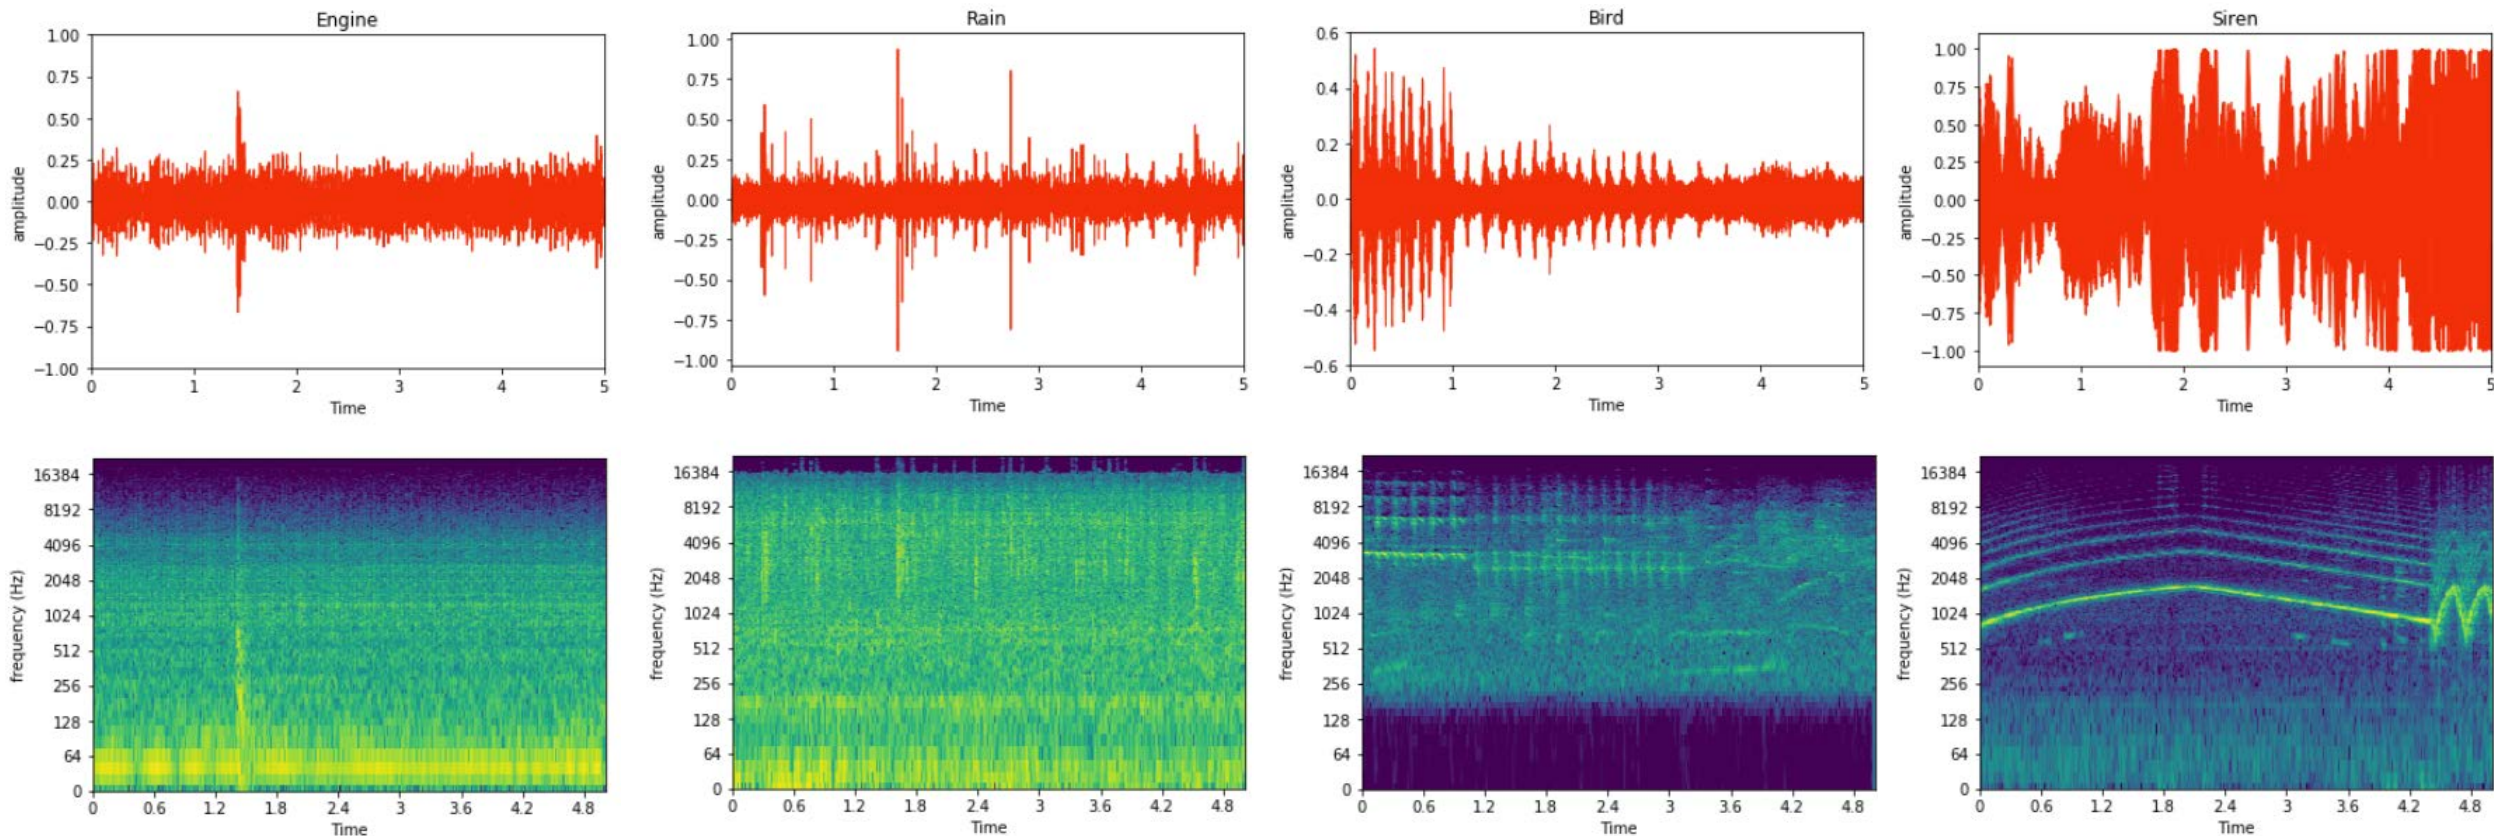 Engine
1.00
0.75
0.50
0.25
0.00
−0.25
−0.50
−0.75
−1.00
amplitude
0 1 2 3 4 5
Time
Rain
1.00
0.75
0.50
0.25
0.00
−0.25
−0.50
−0.75
−1.00
amplitude
0 1 2 3 4 5
Time
Bird
0.6
0.4
0.2
0.0
−0.2
−0.4
−0.6
amplitude
0 1 2 3 4 5
Time
Siren
1.00
0.75
0.50
0.25
0.00
−0.25
−0.50
−0.75
−1.00
amplitude
0 1 2 3 4 5
Time
16384
8192
4096
2048
1024
512
256
128
64
0
frequency (Hz)
0 0.6 1.2 1.8 2.4 3 3.6 4.2 4.8
Time
16384
8192
4096
2048
1024
512
256
128
64
0
frequency (Hz)
0 0.6 1.2 1.8 2.4 3 3.6 4.2 4.8
Time
16384
8192
4096
2048
1024
512
256
128
64
0
frequency (Hz)
0 0.6 1.2 1.8 2.4 3 3.6 4.2 4.8
Time
16384
8192
4096
2048
1024
512
256
128
64
0
frequency (Hz)
0 0.6 1.2 1.8 2.4 3 3.6 4.2 4.8
Time